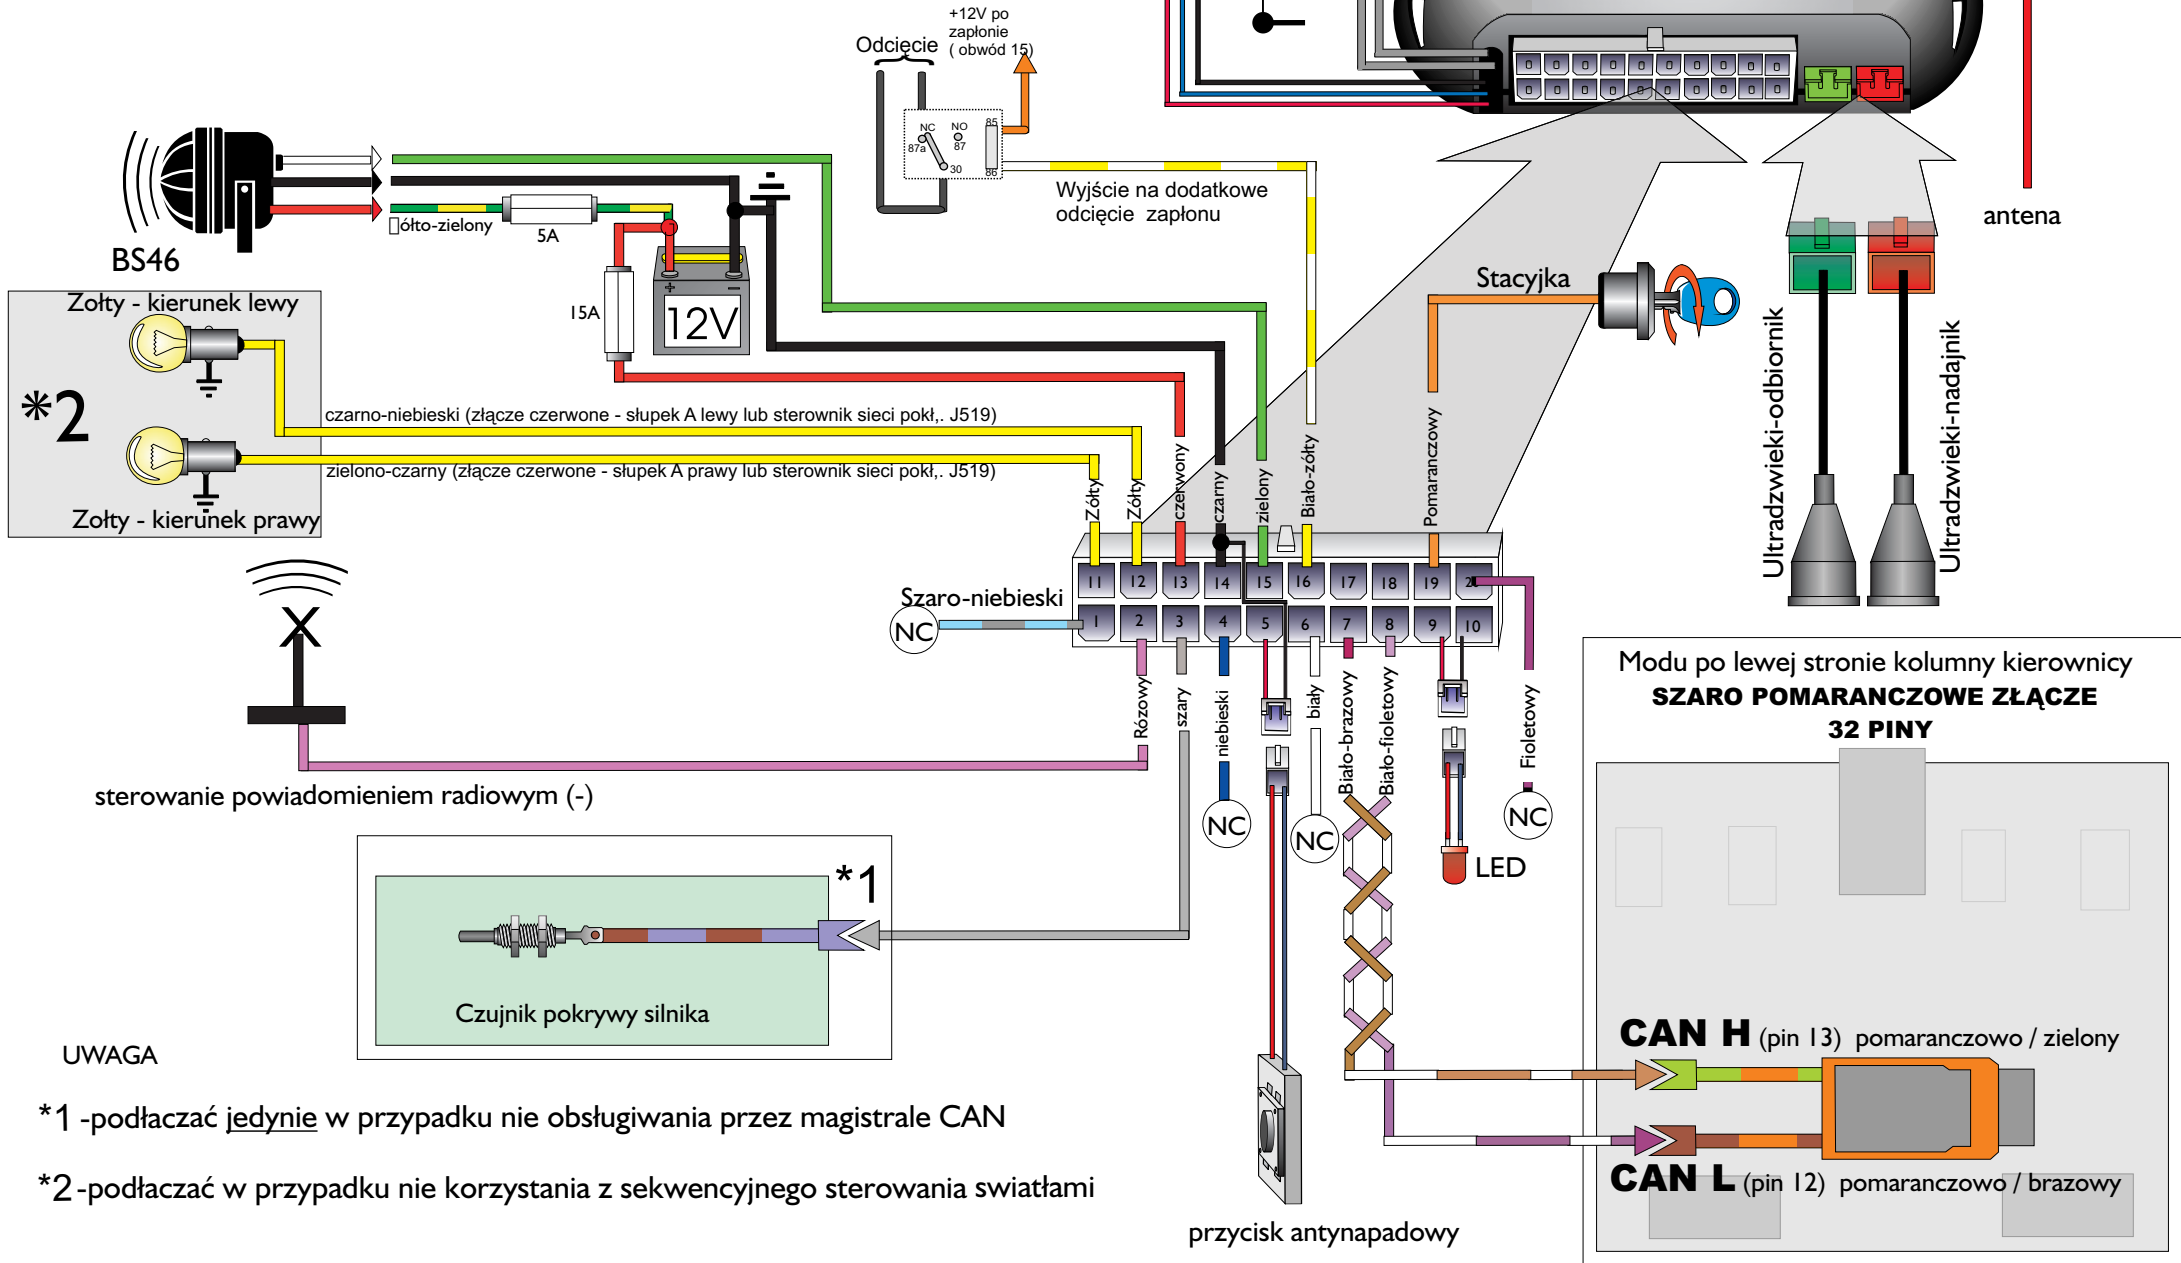 +12V po
zapłonie
( obwód 15)
Odcięcie
NC
NO
85
87a
87
30
86
Wyjście na dodatkowe
odcięcie zapłonu
BS46
ółto-zielony
5A
15A
+ −
12V
antena
Stacyjka
Ultradzwieki-odbiornik
Ultradzwieki-nadajnik
Zołty - kierunek lewy
*2
Zołty - kierunek prawy
czarno-niebieski (złącze czerwone - słupek A lewy lub sterownik sieci pokł,. J519)
zielono-czarny (złącze czerwone - słupek A prawy lub sterownik sieci pokł,. J519)
Zółty
Zółty
czerwony
czarny
zielony
Biało-zółty
Pomaranczowy
11 12 13 14 15 16 17 18 19 20
1 2 3 4 5 6 7 8 9 10
Szaro-niebieski
NC
X
Rózowy
szary
niebieski
biały
Biało-brazowy
Biało-fioletowy
Fioletowy
NC
NC
NC
LED
sterowanie powiadomieniem radiowym (-)
*1
Czujnik pokrywy silnika
Modu po lewej stronie kolumny kierownicy
SZARO POMARANCZOWE ZŁĄCZE
32 PINY
CAN H (pin 13) pomaranczowo / zielony
CAN L (pin 12) pomaranczowo / brazowy
przycisk antynapadowy
UWAGA
*1 -podłaczać jedynie w przypadku nie obsługiwania przez magistrale CAN
*2 -podłaczać w przypadku nie korzystania z sekwencyjnego sterowania swiatłami